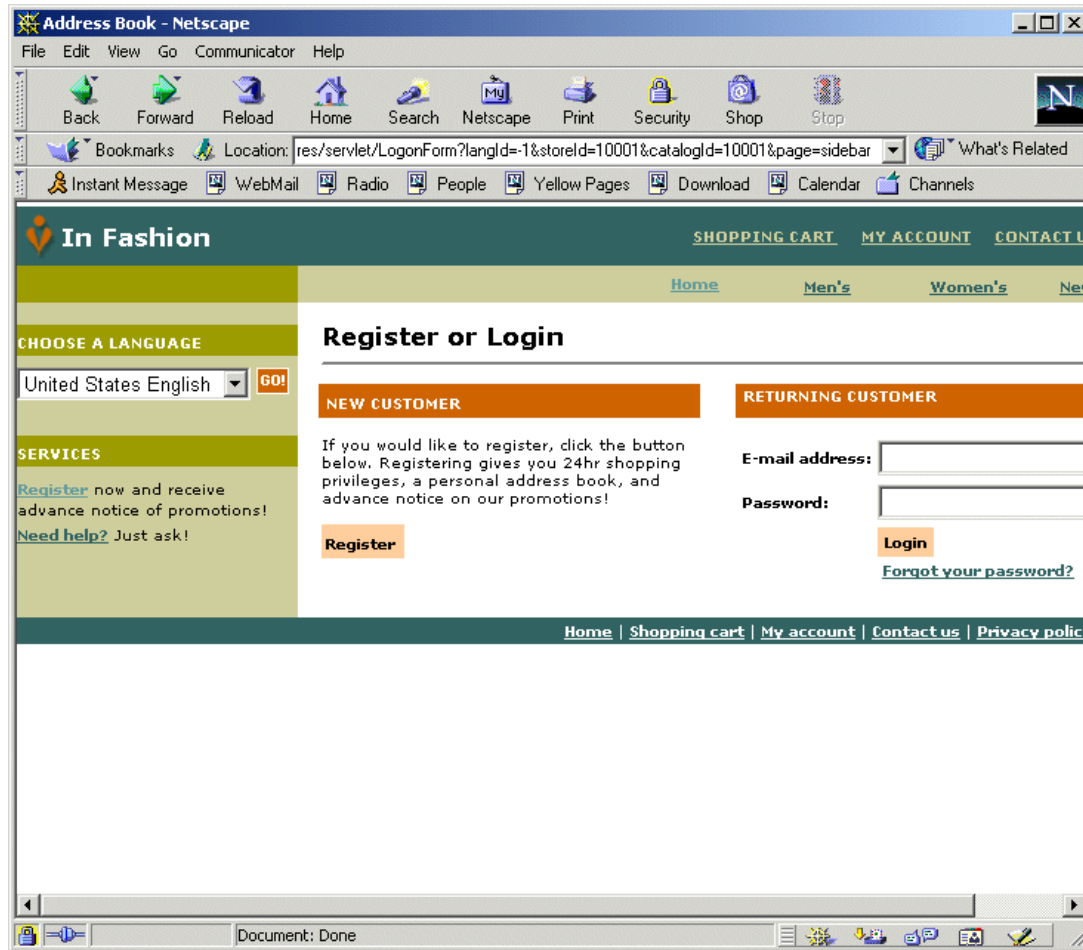 Address Book - Netscape
File Edit View Go Communicator Help
My
N
Back Forward Reload Home Search Netscape Print Security Shop Stop
Bookmarks Location: res/servlet/LogonForm?langId=-1&storeId=10001&catalogId=10001&page=sidebar What's Related
Instant Message WebMail Radio People Yellow Pages Download Calendar Channels
In Fashion SHOPPING CART MY ACCOUNT CONTACT U
Home Men's Women's Ne
CHOOSE A LANGUAGE
United States English GO!
SERVICES
Register now and receive
advance notice of promotions!
Need help? Just ask!
Register or Login
NEW CUSTOMER
If you would like to register, click the button
below. Registering gives you 24hr shopping
privileges, a personal address book, and
advance notice on our promotions!
Register
RETURNING CUSTOMER
E-mail address:
Password:
Login
Forgot your password?
Home | Shopping cart | My account | Contact us | Privacy polic
Document: Done